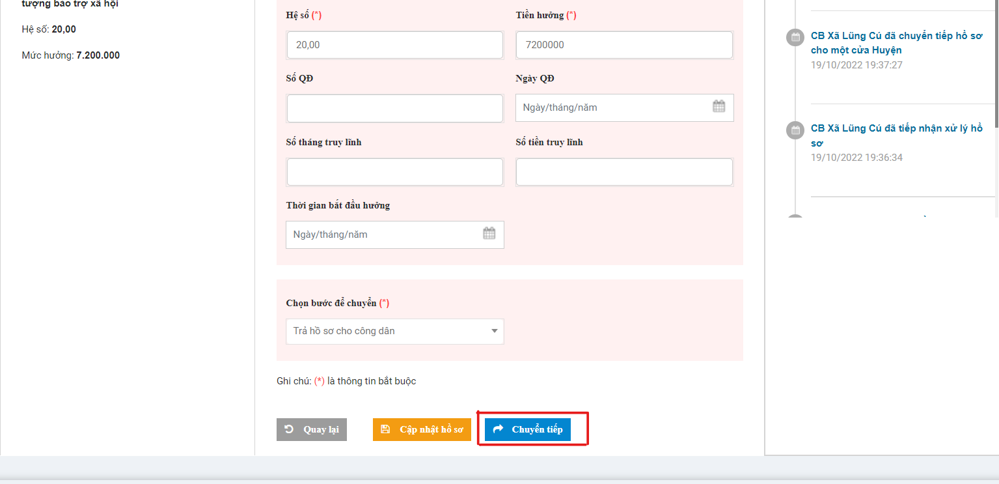 tượng bảo trợ xã hội
Hệ số: 20,00
Mức hưởng: 7.200.000
Hệ số (*)
Tiền hưởng (*)
20,00
7200000
Số QĐ
Ngày QĐ
Ngày/tháng/năm
Số tháng truy lĩnh
Số tiền truy lĩnh
Thời gian bắt đầu hưởng
Ngày/tháng/năm
Chọn bước để chuyển (*)
Trả hồ sơ cho công dân
Ghi chú: (*) là thông tin bắt buộc
Quay lại
Cập nhật hồ sơ
Chuyển tiếp
CB Xã Lũng Cú đã chuyển tiếp hồ sơ
cho một cửa Huyện
19/10/2022 19:37:27
CB Xã Lũng Cú đã tiếp nhận xử lý hồ
sơ
19/10/2022 19:36:34